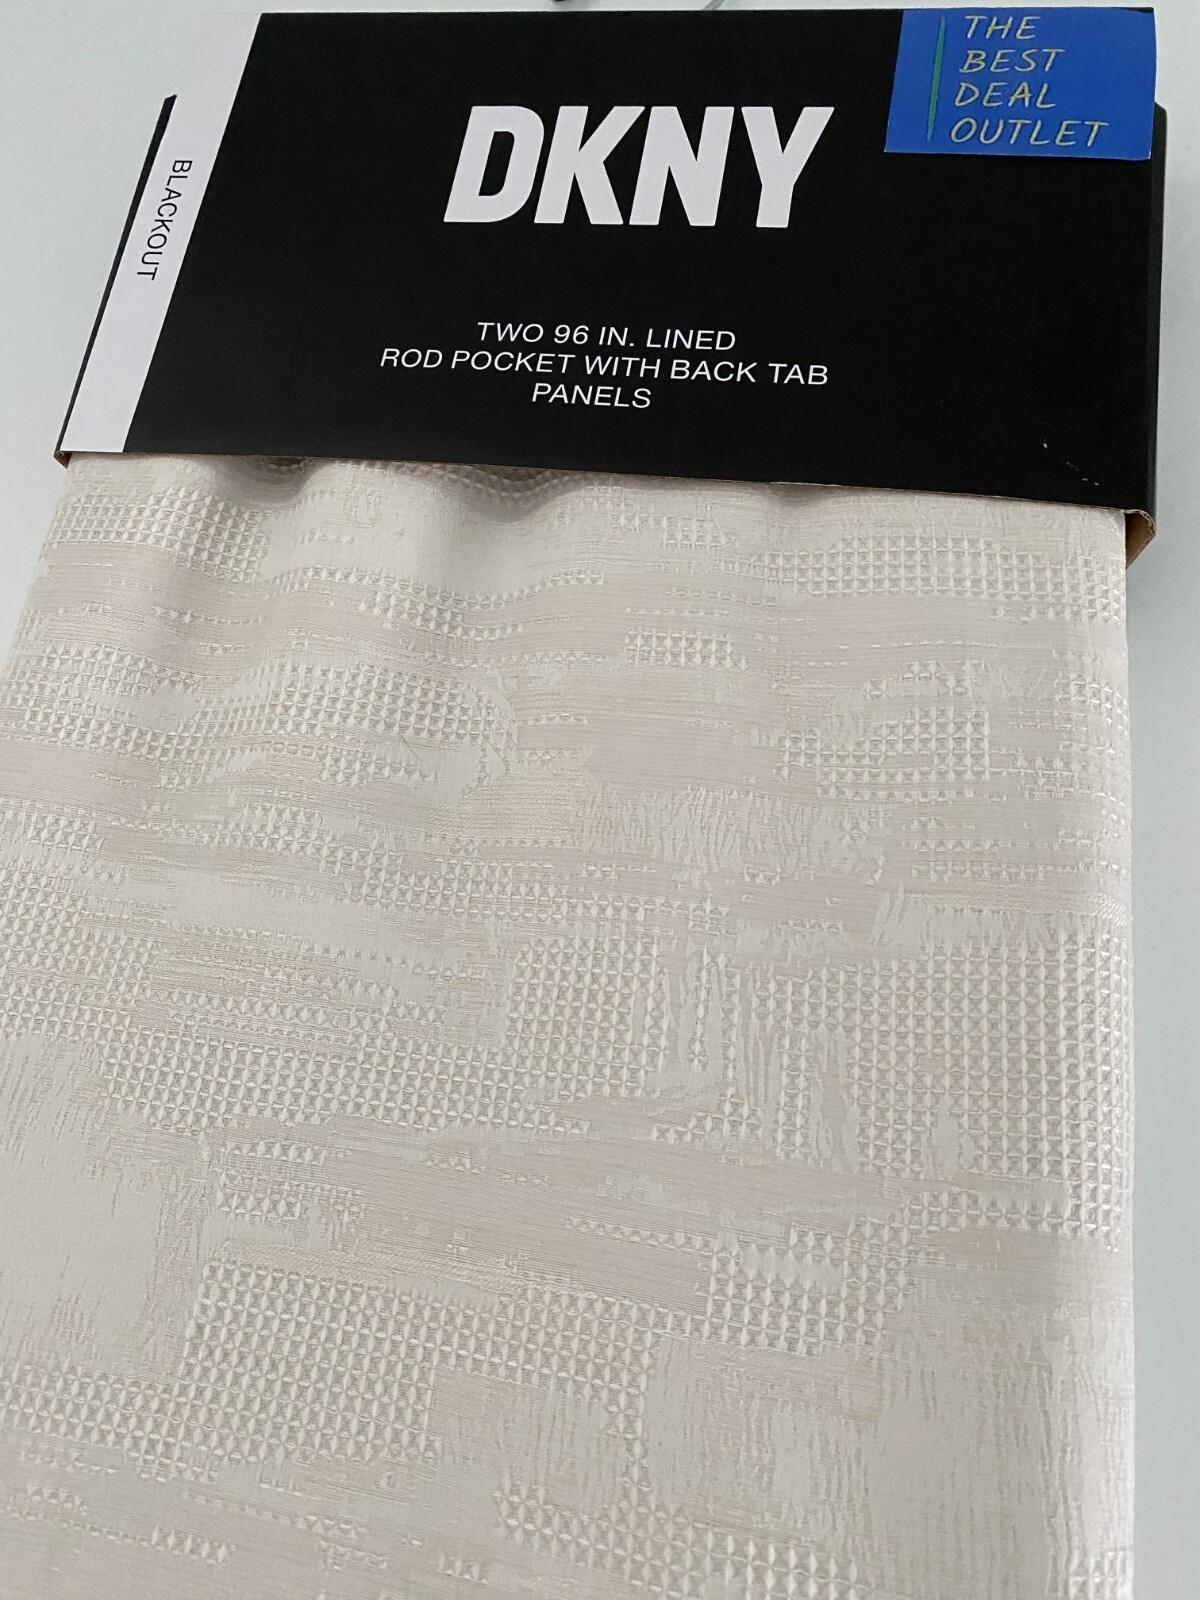 THE
BEST
DEAL
OUTLET
DKNY
BLACKOUT
TWO 96 IN. LINED
ROD POCKET WITH BACK TAB
PANELS